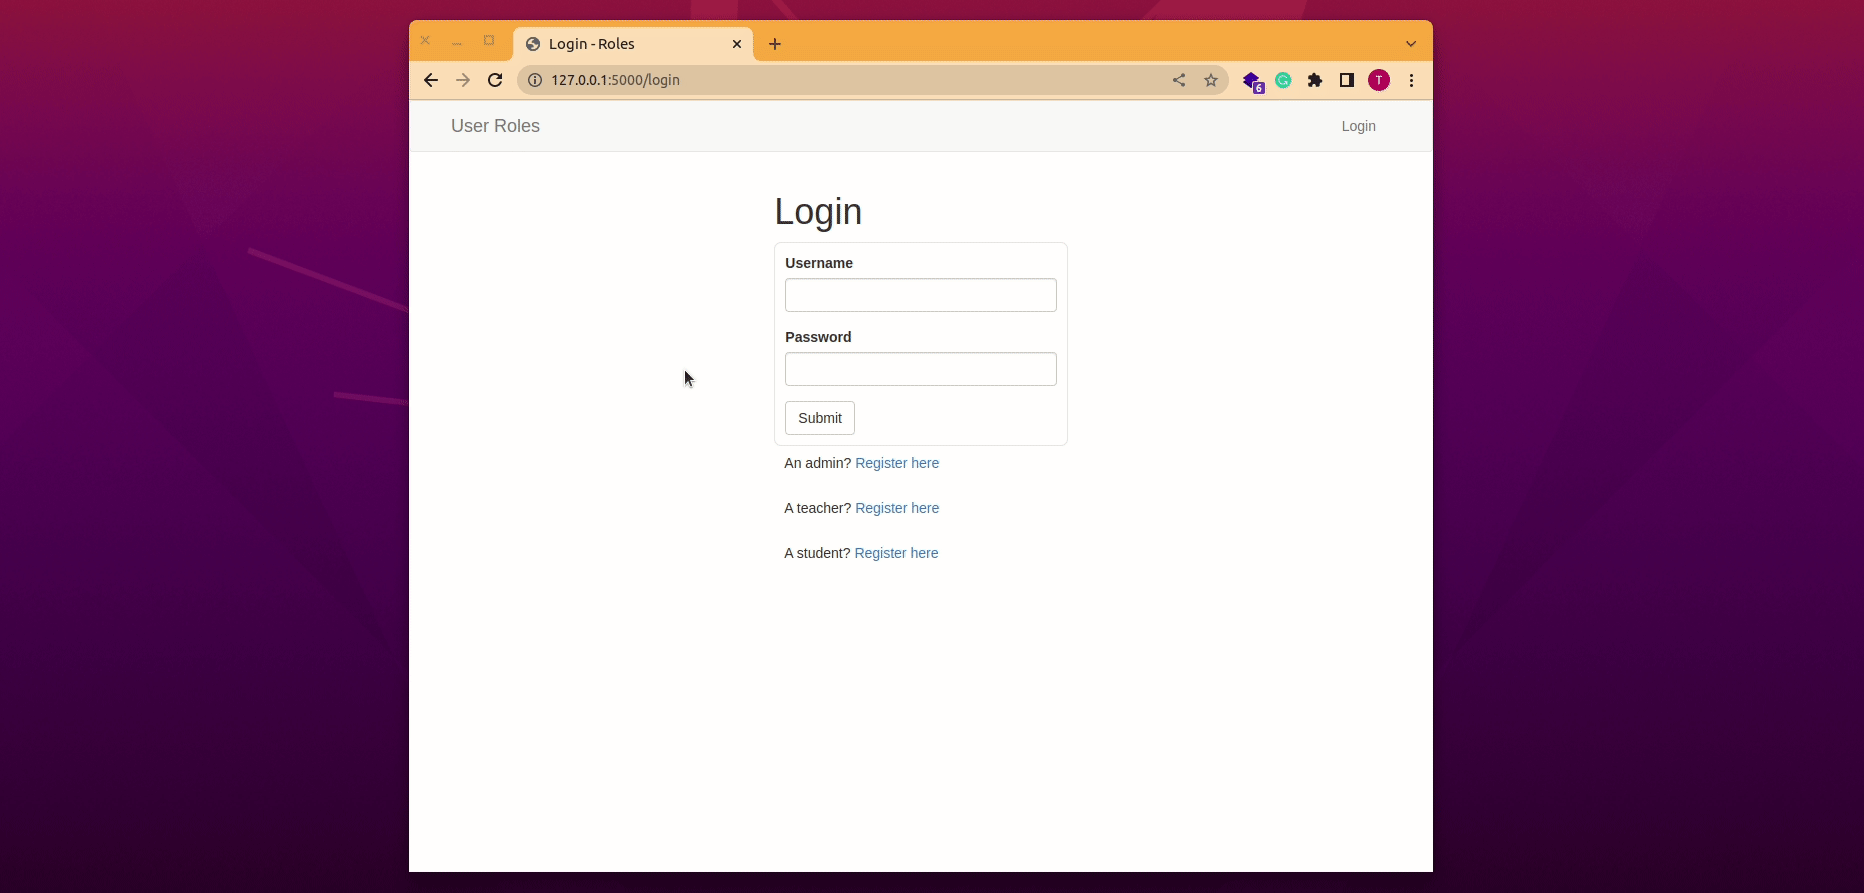 Login - Roles
127.0.0.1:5000/login
6
T
User Roles
Login
Login
Username
Password
Submit
An admin? Register here
A teacher? Register here
A student? Register here